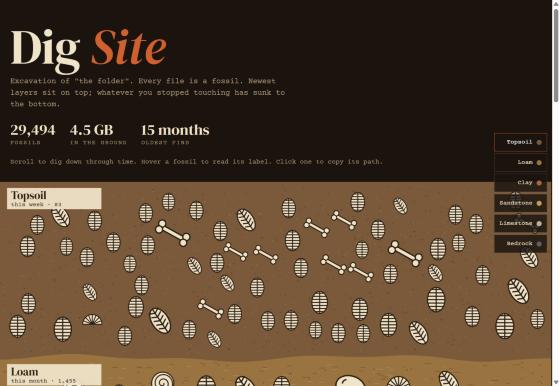 Dig Site
Excavation of "the folder". Every file is a fossil. Newest
layers sit on top; whatever you stopped touching has sunk to
the bottom.
29,494 4.5 GB 15 months
FOSSILS IN THE GROUND OLDEST FIND
Scroll to dig down through time. Hover a fossil to read its label. Click one to copy its path.
Topsoil
Loam
Clay
Sandstone
Limestone
Bedrock
Topsoil
this week · 83
Loam
this month · 1,455